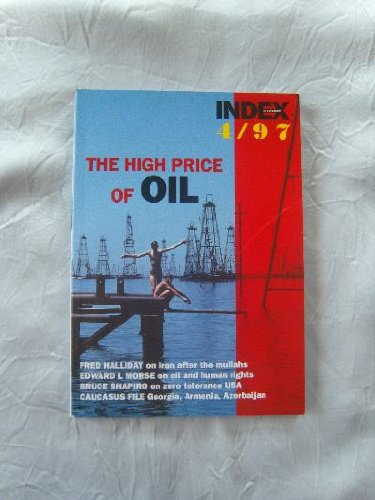 INDEX
4/97
THE HIGH PRICE
OF OIL
FRED HALLIDAY on Iran after the mullahs
EDWARD L MORSE on oil and human rights
BRUCE SHAPIRO on zero tolerance USA
CAUCASUS FILE Georgia, Armenia, Azerbaijan